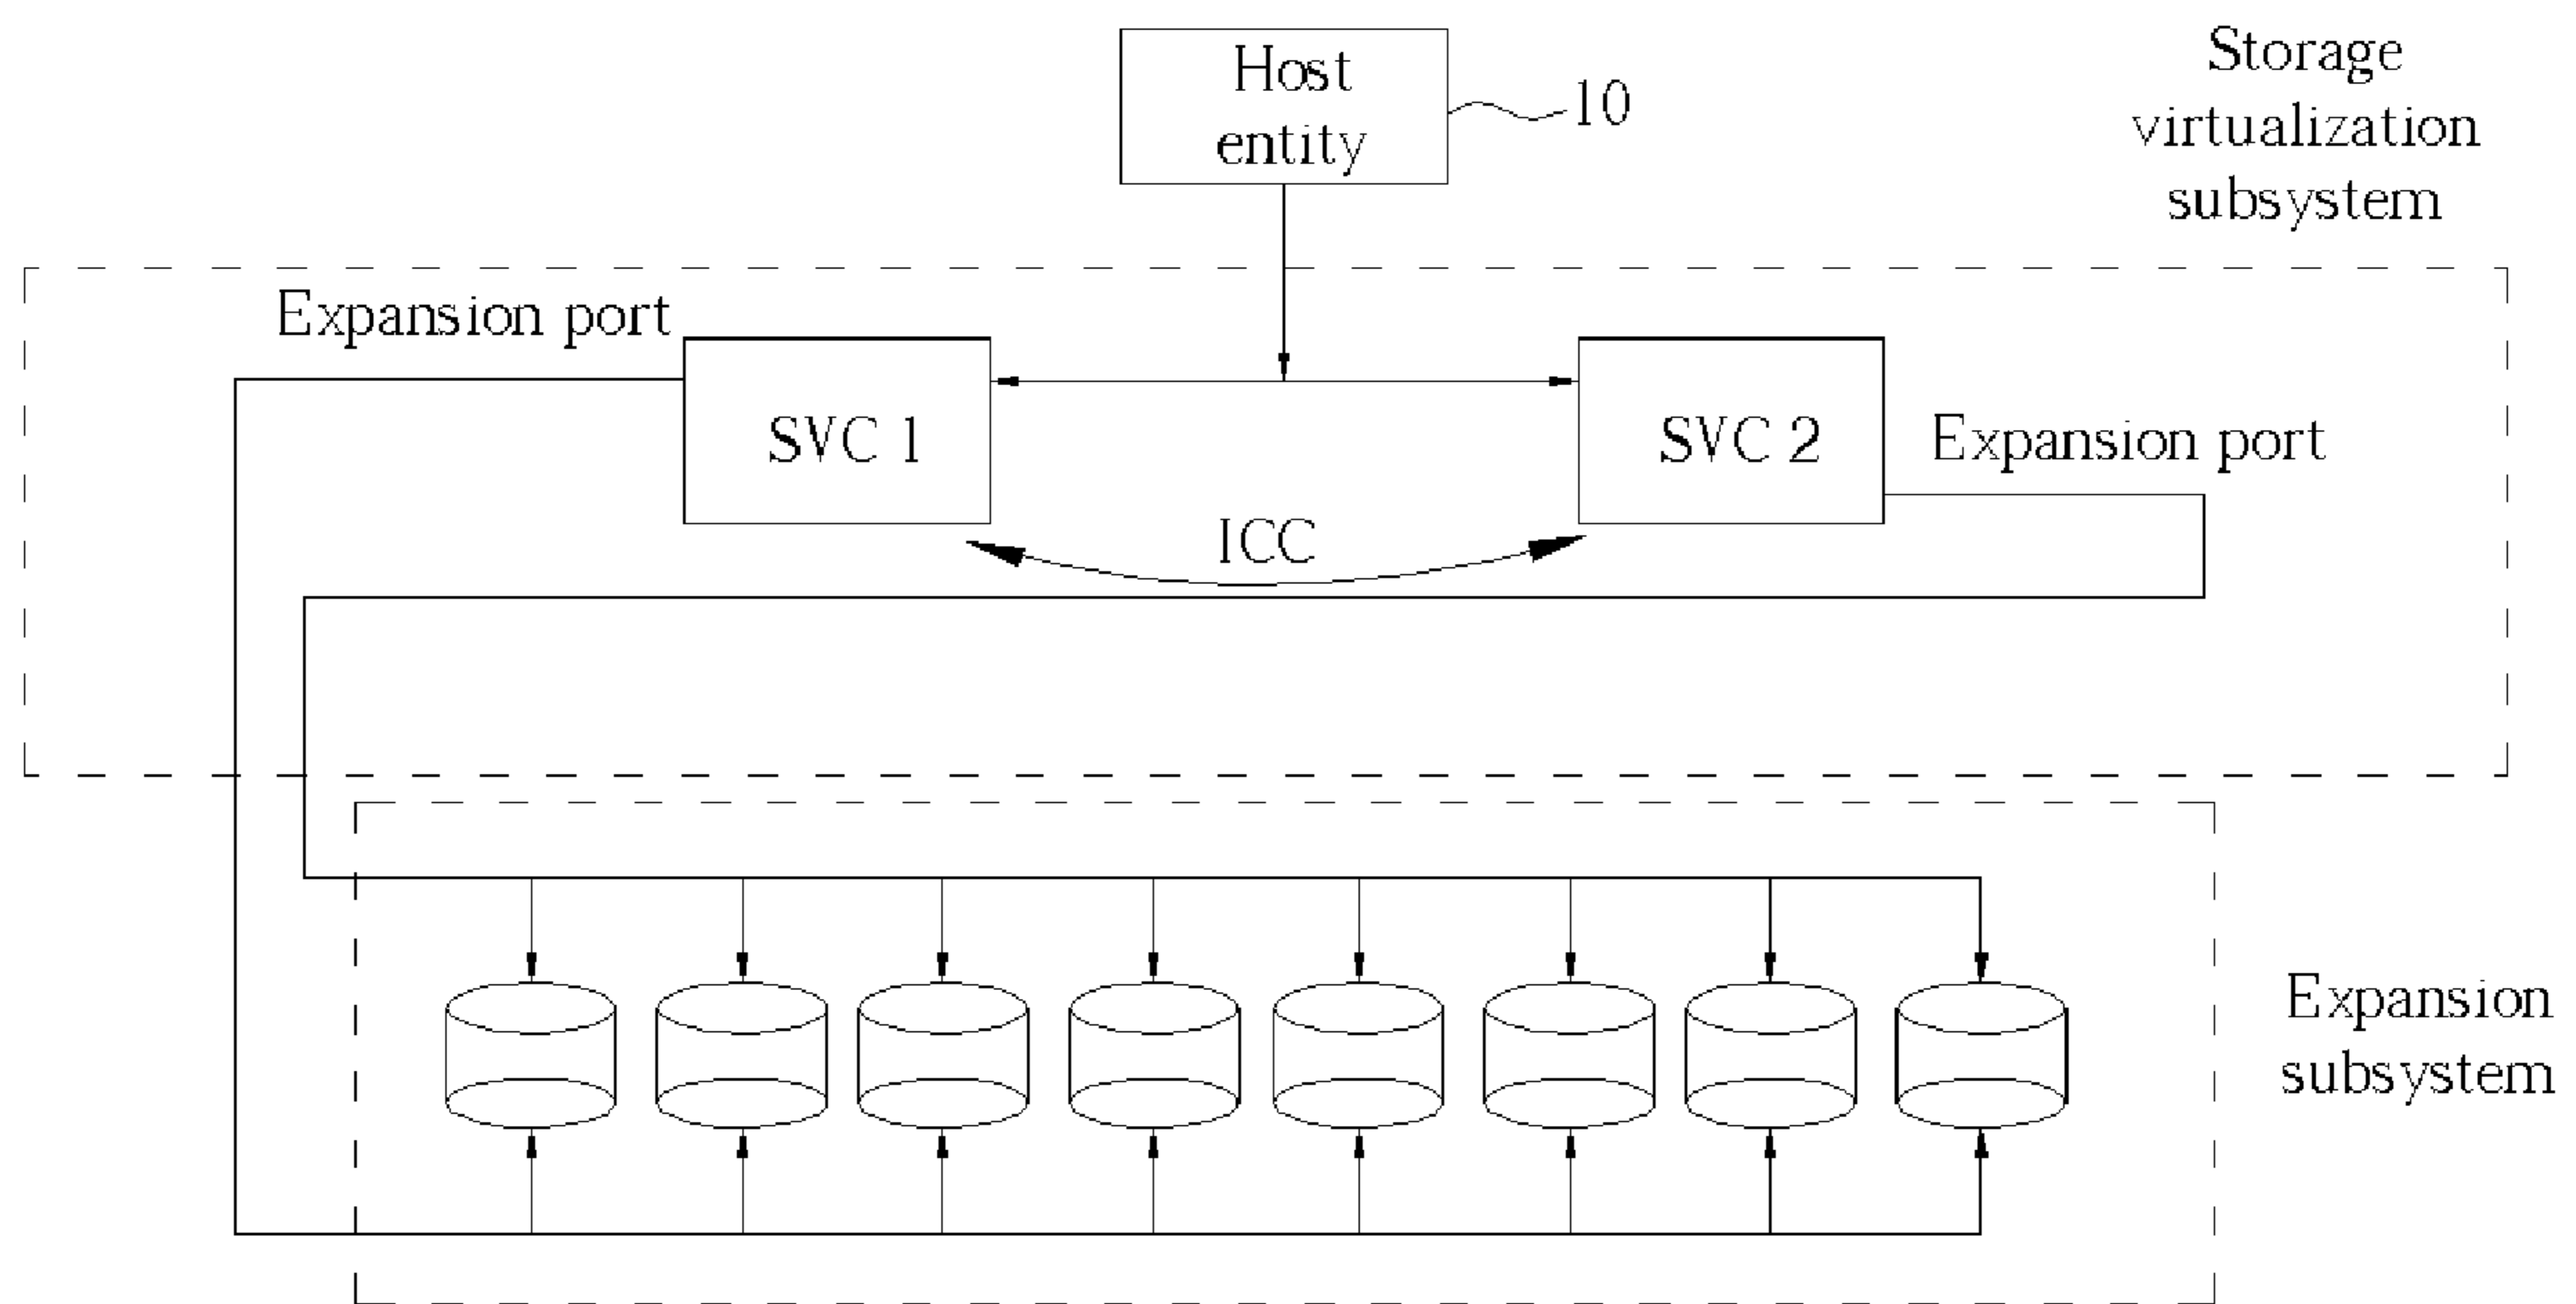 Host
entity
10
Storage
virtualization
subsystem
Expansion port
SVC 1
SVC 2
Expansion port
ICC
Expansion
subsystem